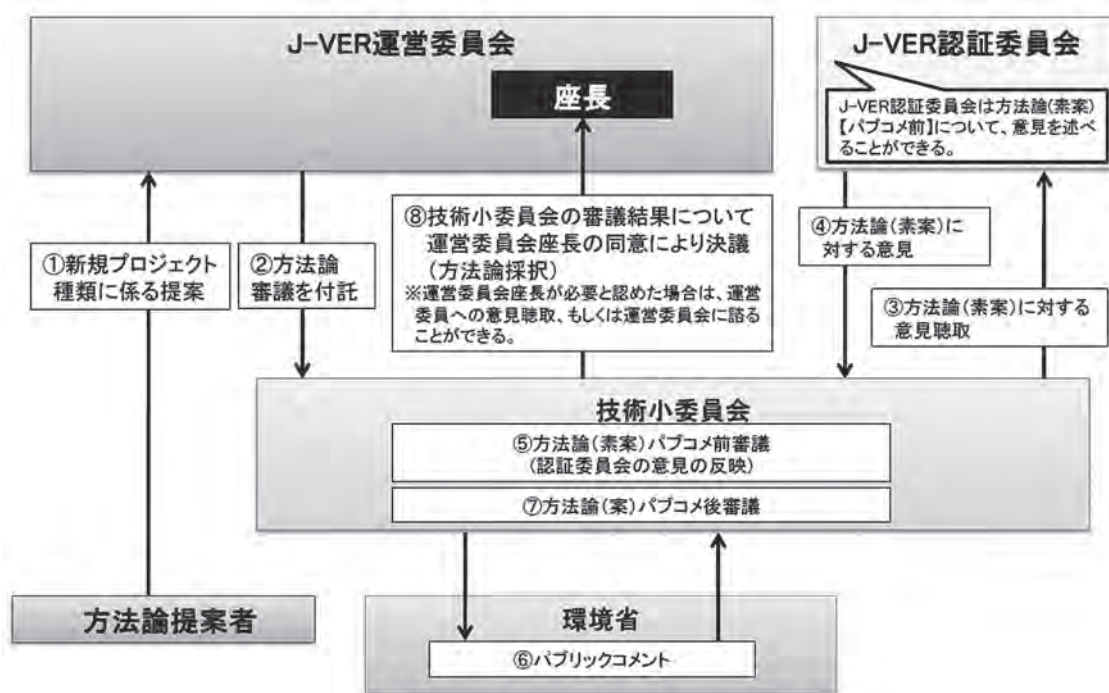 J-VER運営委員会
座長
J-VER認証委員会
J-VER認証委員会は方法論(素案)
【パブコメ前】について、意見を述べ
ることができる。
①新規プロジェクト
種類に係る提案
②方法論
審議を付託
⑧技術小委員会の審議結果について
運営委員会座長の同意により決議
(方法論採択)
※運営委員会座長が必要と認めた場合は、運営
委員への意見聴取、もしくは運営委員会に諮る
ことができる。
④方法論(素案)に
対する意見
③方法論(素案)に対する
意見聴取
技術小委員会
⑤方法論(素案)パブコメ前審議
(認証委員会の意見の反映)
⑦方法論(案)パブコメ後審議
方法論提案者
環境省
⑥パブリックコメント